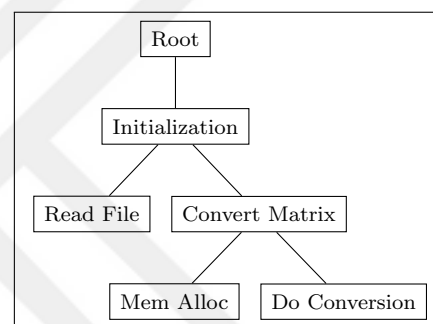 Root
Initialization
Read File Convert Matrix
Mem Alloc Do Conversion